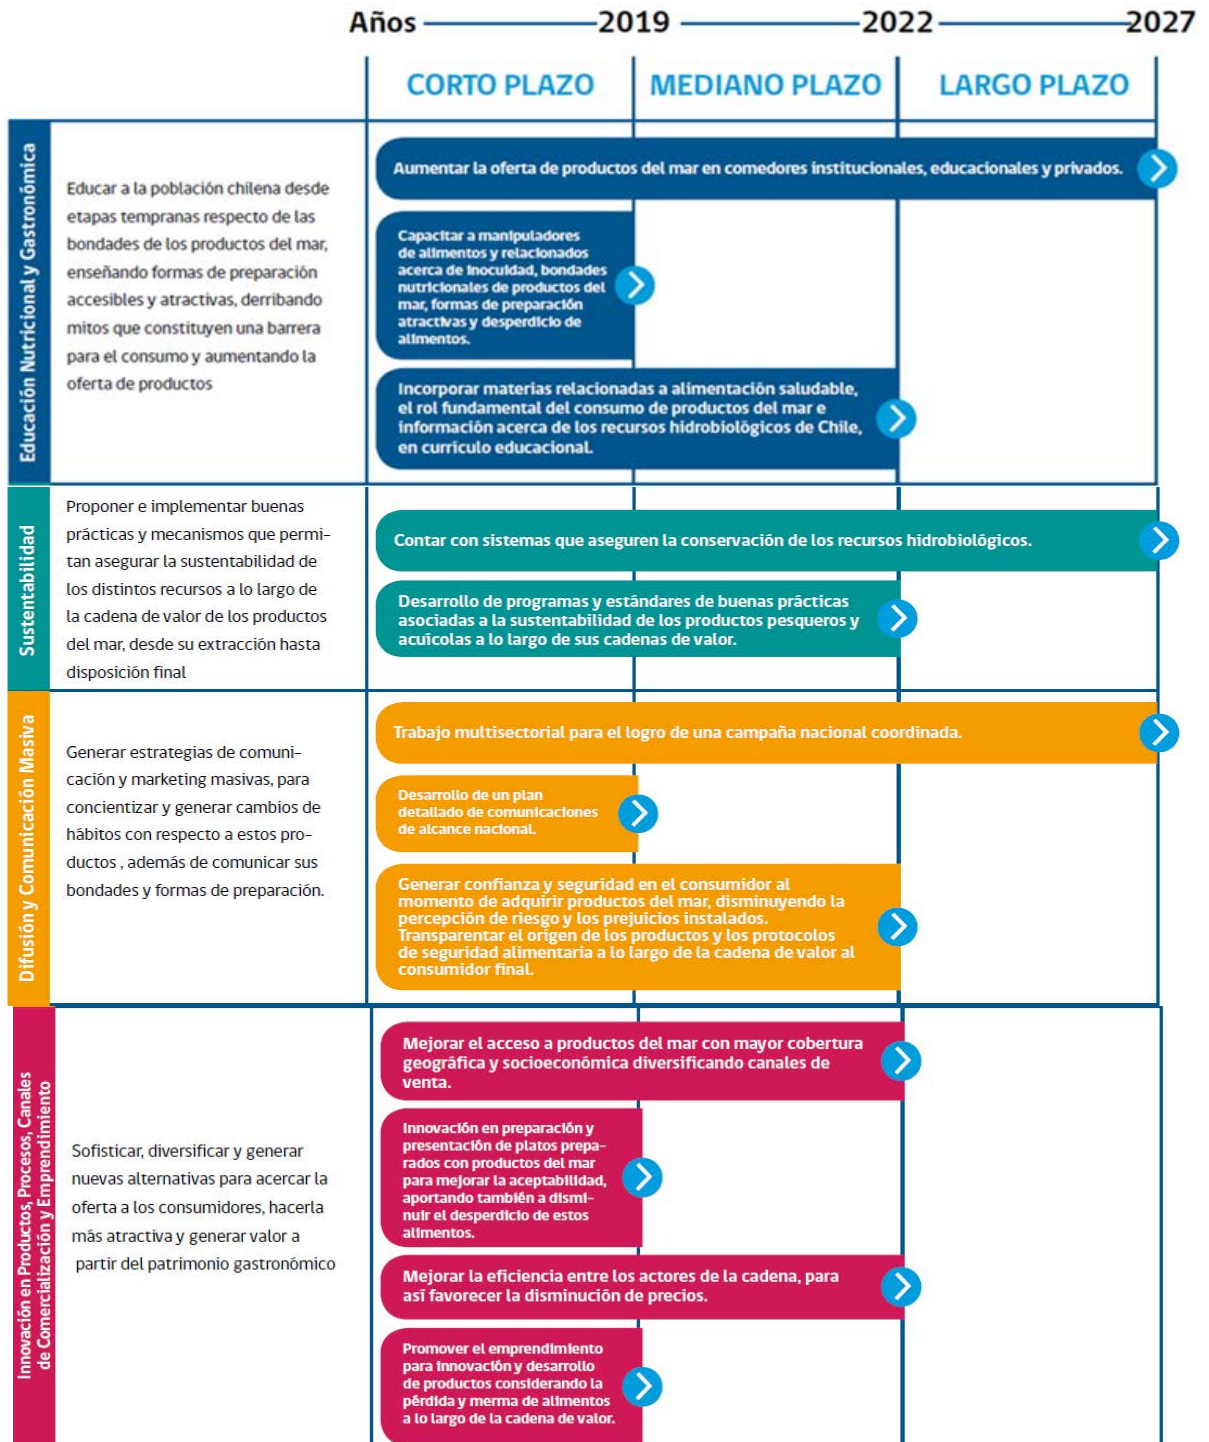 Años 2019 2022 2027
CORTO PLAZO MEDIANO PLAZO LARGO PLAZO
Educación Nutricional y Gastronómica
Educar a la población chilena desde
etapas tempranas respecto de las
bondades de los productos del mar,
enseñando formas de preparación
accesibles y atractivas, derribando
mitos que constituyen una barrera
para el consumo y aumentando la
oferta de productos
Aumentar la oferta de productos del mar en comedores institucionales, educacionales y privados.
Capacitar a manipuladores
de alimentos y relacionados
acerca de inocuidad, bondades
nutricionales de productos del
mar, formas de preparación
atractivas y desperdicio de
alimentos.
Incorporar materias relacionadas a alimentación saludable,
el rol fundamental del consumo de productos del mar e
información acerca de los recursos hidrobiológicos de Chile,
en currículo educacional.
Sustentabilidad
Proponer e implementar buenas
prácticas y mecanismos que permi-
tan asegurar la sustentabilidad de
los distintos recursos a lo largo de
la cadena de valor de los productos
del mar, desde su extracción hasta
disposición final
Contar con sistemas que aseguren la conservación de los recursos hidrobiológicos.
Desarrollo de programas y estándares de buenas prácticas
asociadas a la sustentabilidad de los productos pesqueros y
acuícolas a lo largo de sus cadenas de valor.
Difusión y Comunicación Masiva
Generar estrategias de comuni-
cación y marketing masivas, para
concientizar y generar cambios de
hábitos con respecto a estos pro-
ductos , además de comunicar sus
bondades y formas de preparación.
Trabajo multisectorial para el logro de una campaña nacional coordinada.
Desarrollo de un plan
detallado de comunicaciones
de alcance nacional.
Generar confianza y seguridad en el consumidor al
momento de adquirir productos del mar, disminuyendo la
percepción de riesgo y los prejuicios instalados.
Transparentar el origen de los productos y los protocolos
de seguridad alimentaria a lo largo de la cadena de valor al
consumidor final.
Innovación en Productos, Procesos, Canales
de Comercialización y Emprendimiento
Sofisticar, diversificar y generar
nuevas alternativas para acercar la
oferta a los consumidores, hacerla
más atractiva y generar valor a
partir del patrimonio gastronómico
Mejorar el acceso a productos del mar con mayor cobertura
geográfica y socioeconómica diversificando canales de
venta.
Innovación en preparación y
presentación de platos prepa-
rados con productos del mar
para mejorar la aceptabilidad,
aportando también a dismi-
nuir el desperdicio de estos
alimentos.
Mejorar la eficiencia entre los actores de la cadena, para
así favorecer la disminución de precios.
Promover el emprendimiento
para innovación y desarrollo
de productos considerando la
pérdida y merma de alimentos
a lo largo de la cadena de valor.